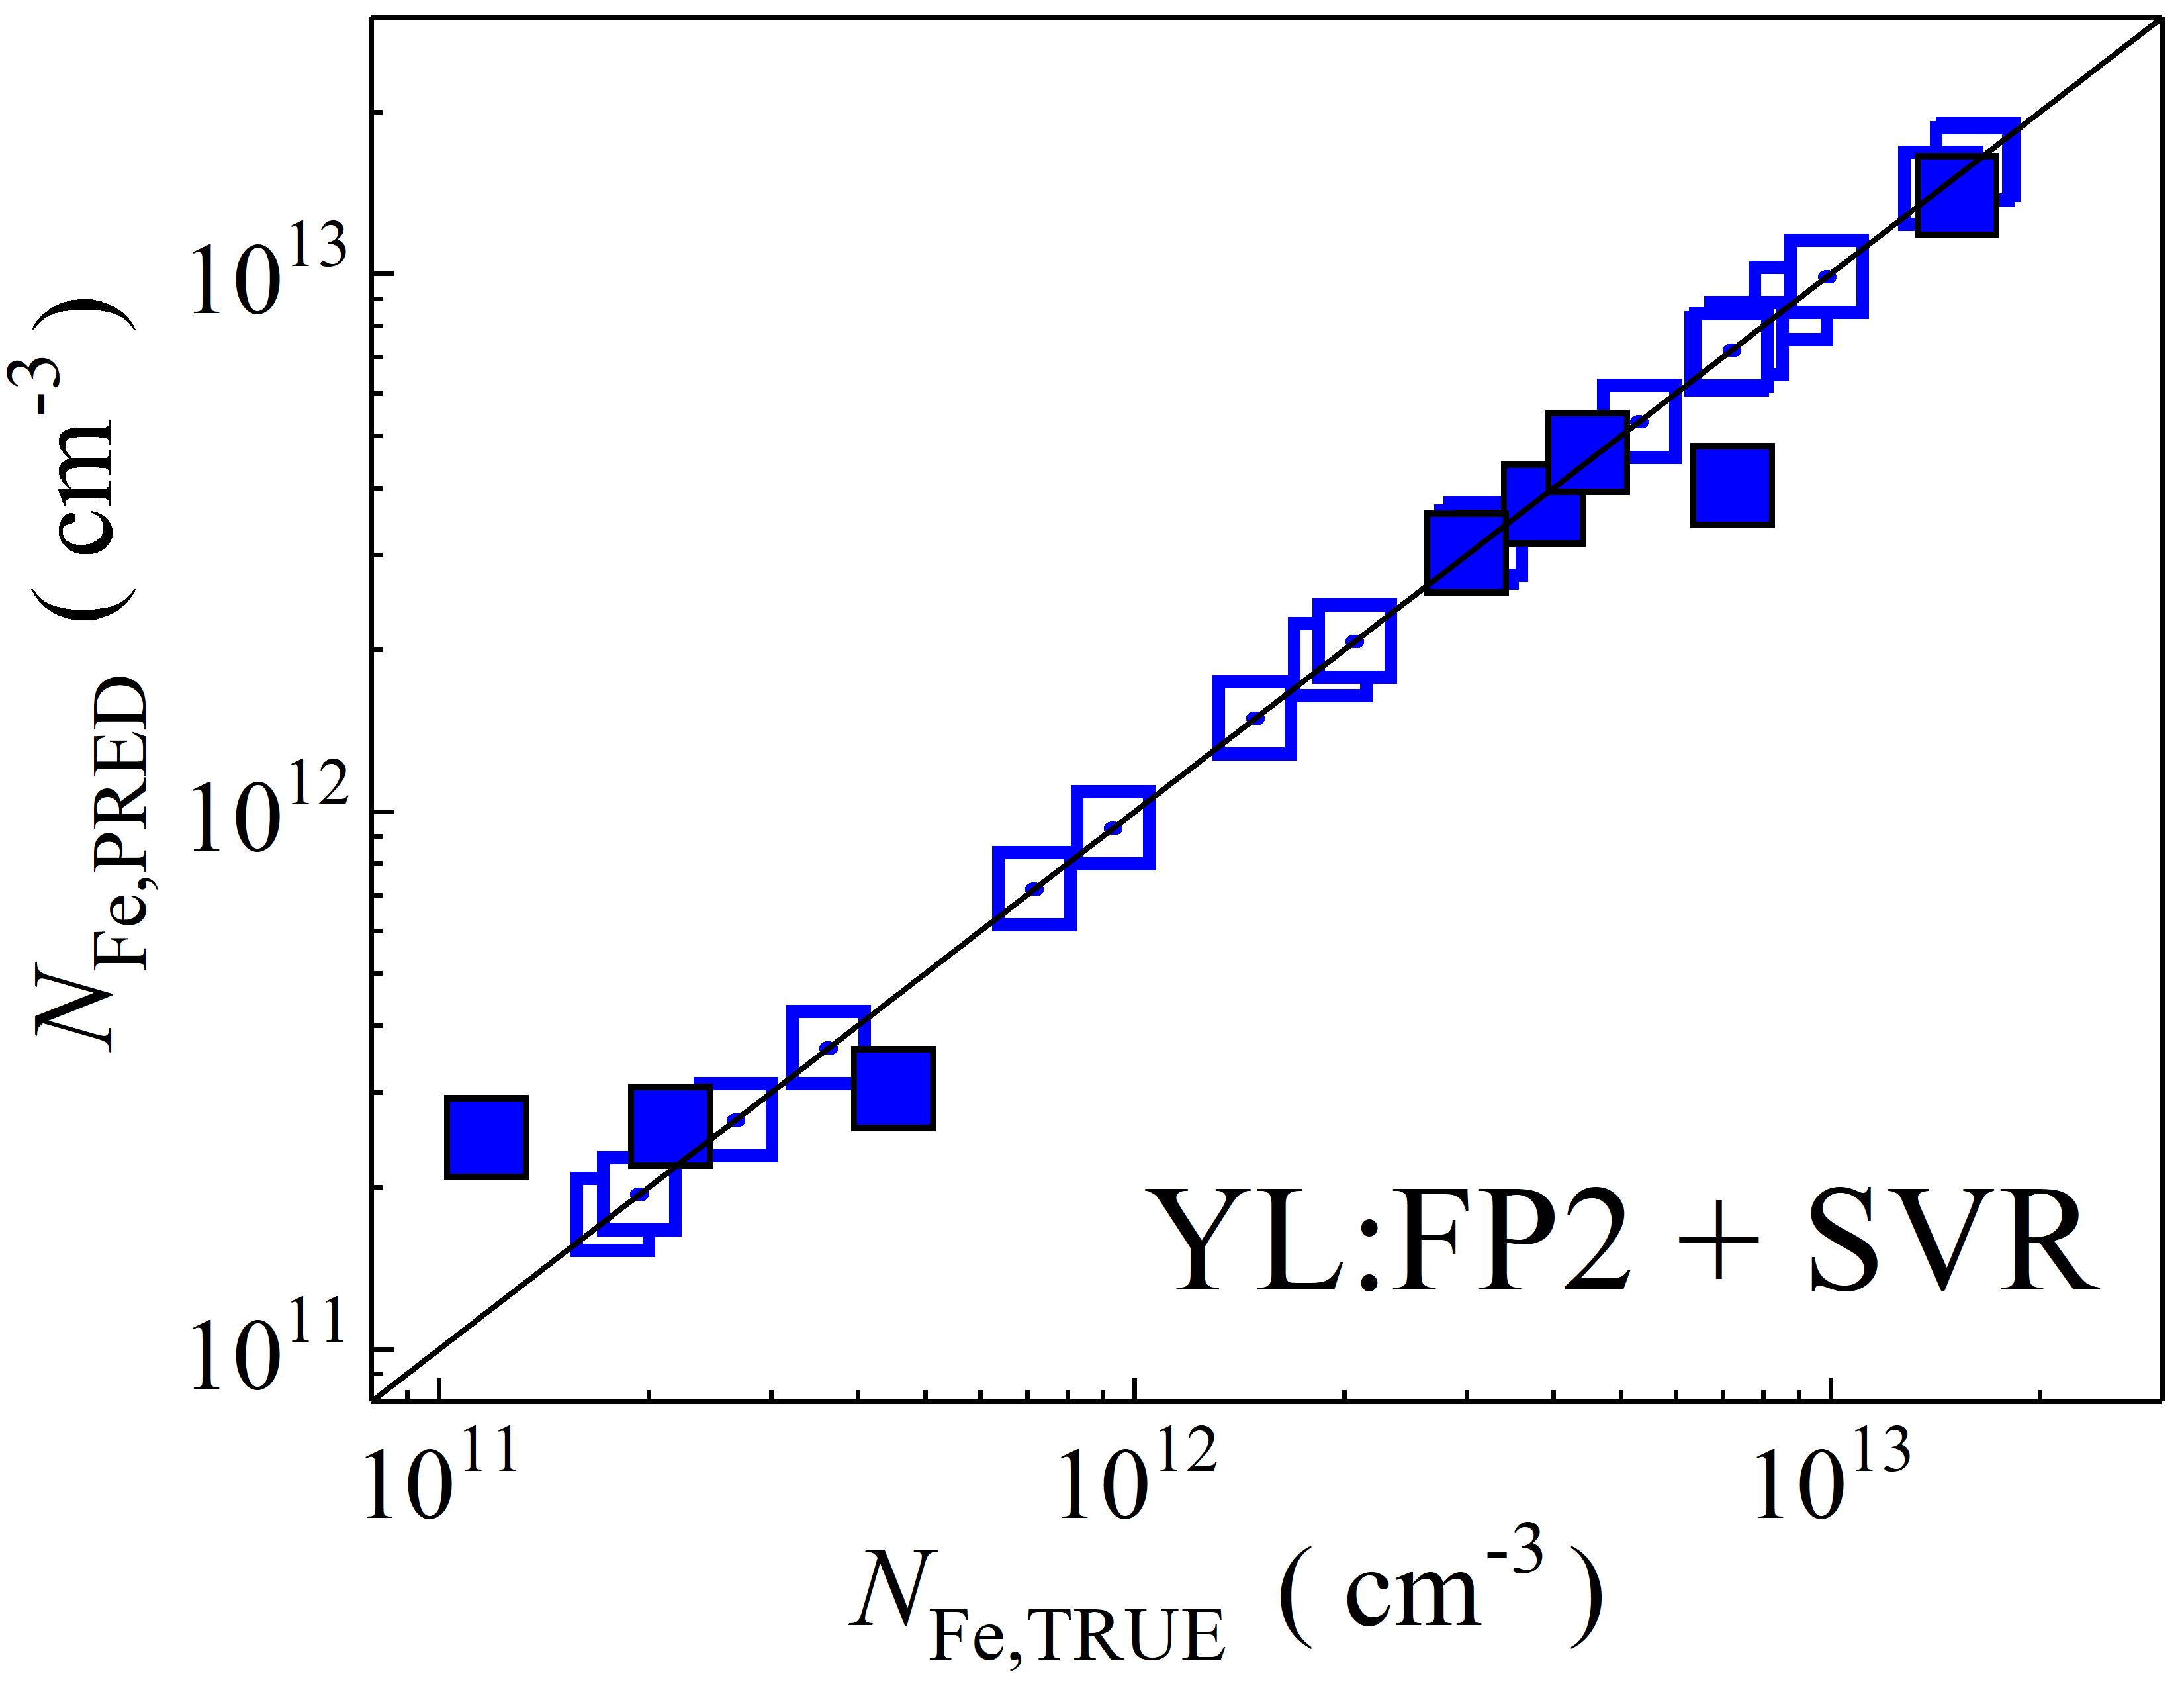 N_Fe,PRED ( cm^-3 )
10^13
10^12
10^11
YL:FP2 + SVR
10^11 10^12 10^13
N_Fe,TRUE ( cm^-3 )